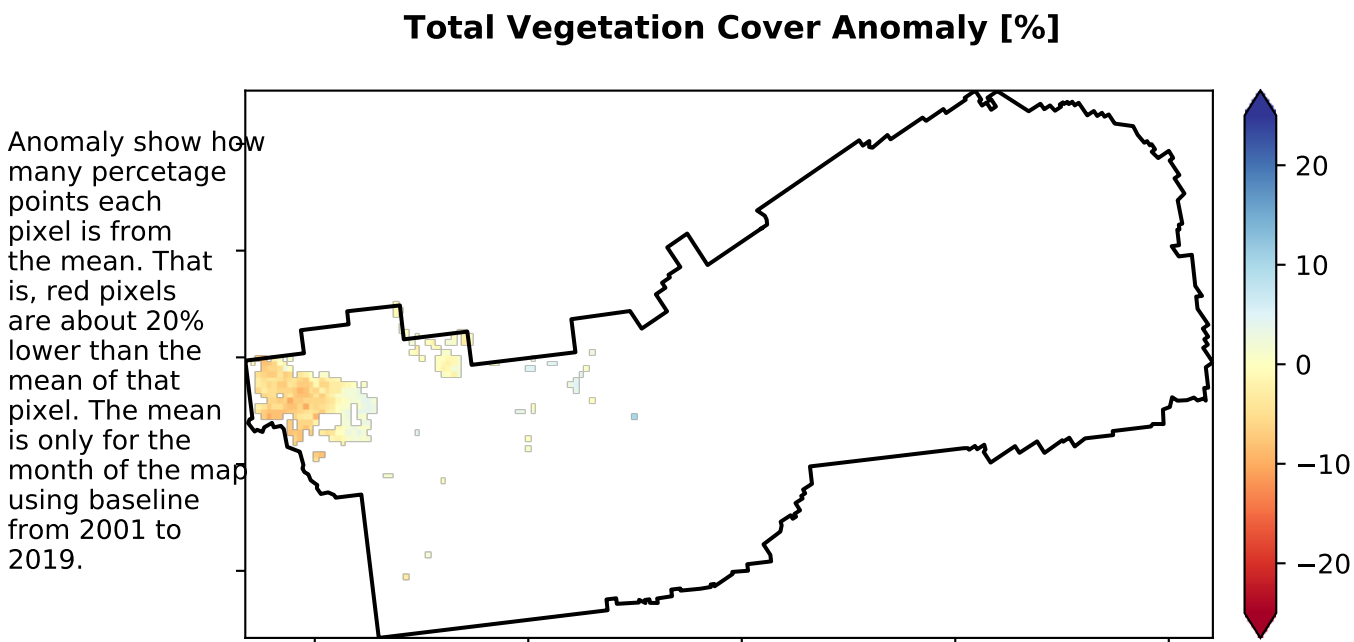 Total Vegetation Cover Anomaly [%]
Anomaly show how
many percetage
points each
pixel is from
the mean. That
is, red pixels
are about 20%
lower than the
mean of that
pixel. The mean
is only for the
month of the map
using baseline
from 2001 to
2019.
20
10
0
−10
−20